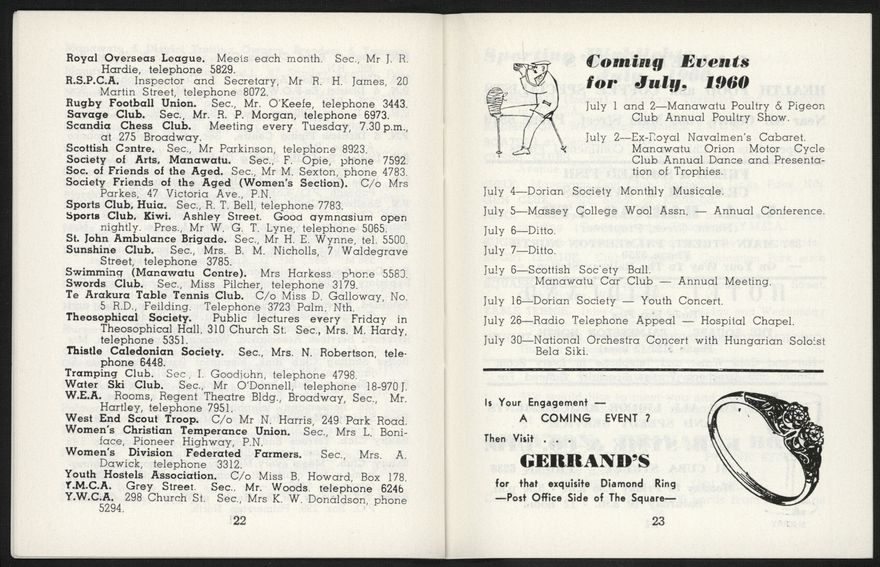 Royal Overseas League. Meets each month. Sec., Mr J. R.
Hardie, telephone 5829.
R.S.P.C.A. Inspector and Secretary, Mr R. H. James, 20
Martin Street, telephone 8072.
Rugby Football Union. Sec., Mr. O'Keefe, telephone 3443.
Savage Club. Sec., Mr. R. P. Morgan, telephone 6973.
Scandia Chess Club. Meeting every Tuesday, 7.30 p.m.,
at 275 Broadway.
Scottish Centre. Sec., Mr Parkinson, telephone 8923.
Society of Arts, Manawatu. Sec., F. Opie, phone 7592
Soc. of Friends of the Aged. Sec., Mr M. Sexton, phone 4783.
Society Friends of the Aged (Women's Section). C/o Mrs
Parkes, 47 Victoria Ave., P.N.
Sports Club, Huia. Sec., R. T. Bell, telephone 7783.
Sports Club, Kiwi. Ashley Street. Good gymnasium open
nightly. Pres., Mr W. G. T. Lyne, telephone 5065.
St. John Ambulance Brigade. Sec., Mr H. E. Wynne, tel. 5500.
Sunshine Club. Sec., Mrs. B. M. Nicholls, 7 Waldegrave
Street, telephone 3785.
Swimming (Manawatu Centre). Mrs Harkess. phone 5583.
Swords Club. Sec., Miss Pilcher, telephone 3179.
Te Arakura Table Tennis Club. C/o Miss D. Galloway, No.
5 R.D., Feilding. Telephone 3723 Palm. Nth.
Theosophical Society. Public lectures every Friday in
Theosophical Hall, 310 Church St. Sec., Mrs. M. Hardy,
telephone 5351.
Thistle Caledonian Society. Sec., Mrs. N. Robertson, tele-
phone 6448.
Tramping Club. Sec., I. Goodjohn, telephone 4798.
Water Ski Club. Sec., Mr O'Donnell, telephone 18-970 J.
W.E.A. Rooms, Regent Theatre Bldg., Broadway, Sec., Mr.
Hartley, telephone 7951.
West End Scout Troop. C/o Mr N. Harris, 249 Park Road.
Women's Christian Temperance Union. Sec., Mrs L. Boni-
face, Pioneer Highway, P.N.
Women's Division Federated Farmers. Sec., Mrs. A.
Dawick, telephone 3312.
Youth Hostels Association. C/o Miss B. Howard, Box 178.
Y.M.C.A. Grey Street. Sec., Mr. Woods, telephone 6246
Y.W.C.A. 298 Church St. Sec., Mrs K. W. Donaldson, phone
5294.
22
Coming Events
for July, 1960
July 1 and 2—Manawatu Poultry & Pigeon
Club Annual Poultry Show.
July 2—Ex-Royal Navalmen's Cabaret.
Manawatu Orion Motor Cycle
Club Annual Dance and Presenta-
tion of Trophies.
July 4—Dorian Society Monthly Musicale.
July 5—Massey College Wool Assn. — Annual Conference.
July 6—Ditto.
July 7—Ditto.
July 6—Scottish Society Ball.
Manawatu Car Club — Annual Meeting.
July 16—Dorian Society — Youth Concert.
July 26—Radio Telephone Appeal — Hospital Chapel.
July 30—National Orchestra Concert with Hungarian Soloist
Bela Siki.
Is Your Engagement —
A COMING EVENT?
Then Visit . . .
GERRAND'S
for that exquisite Diamond Ring
—Post Office Side of The Square—
23